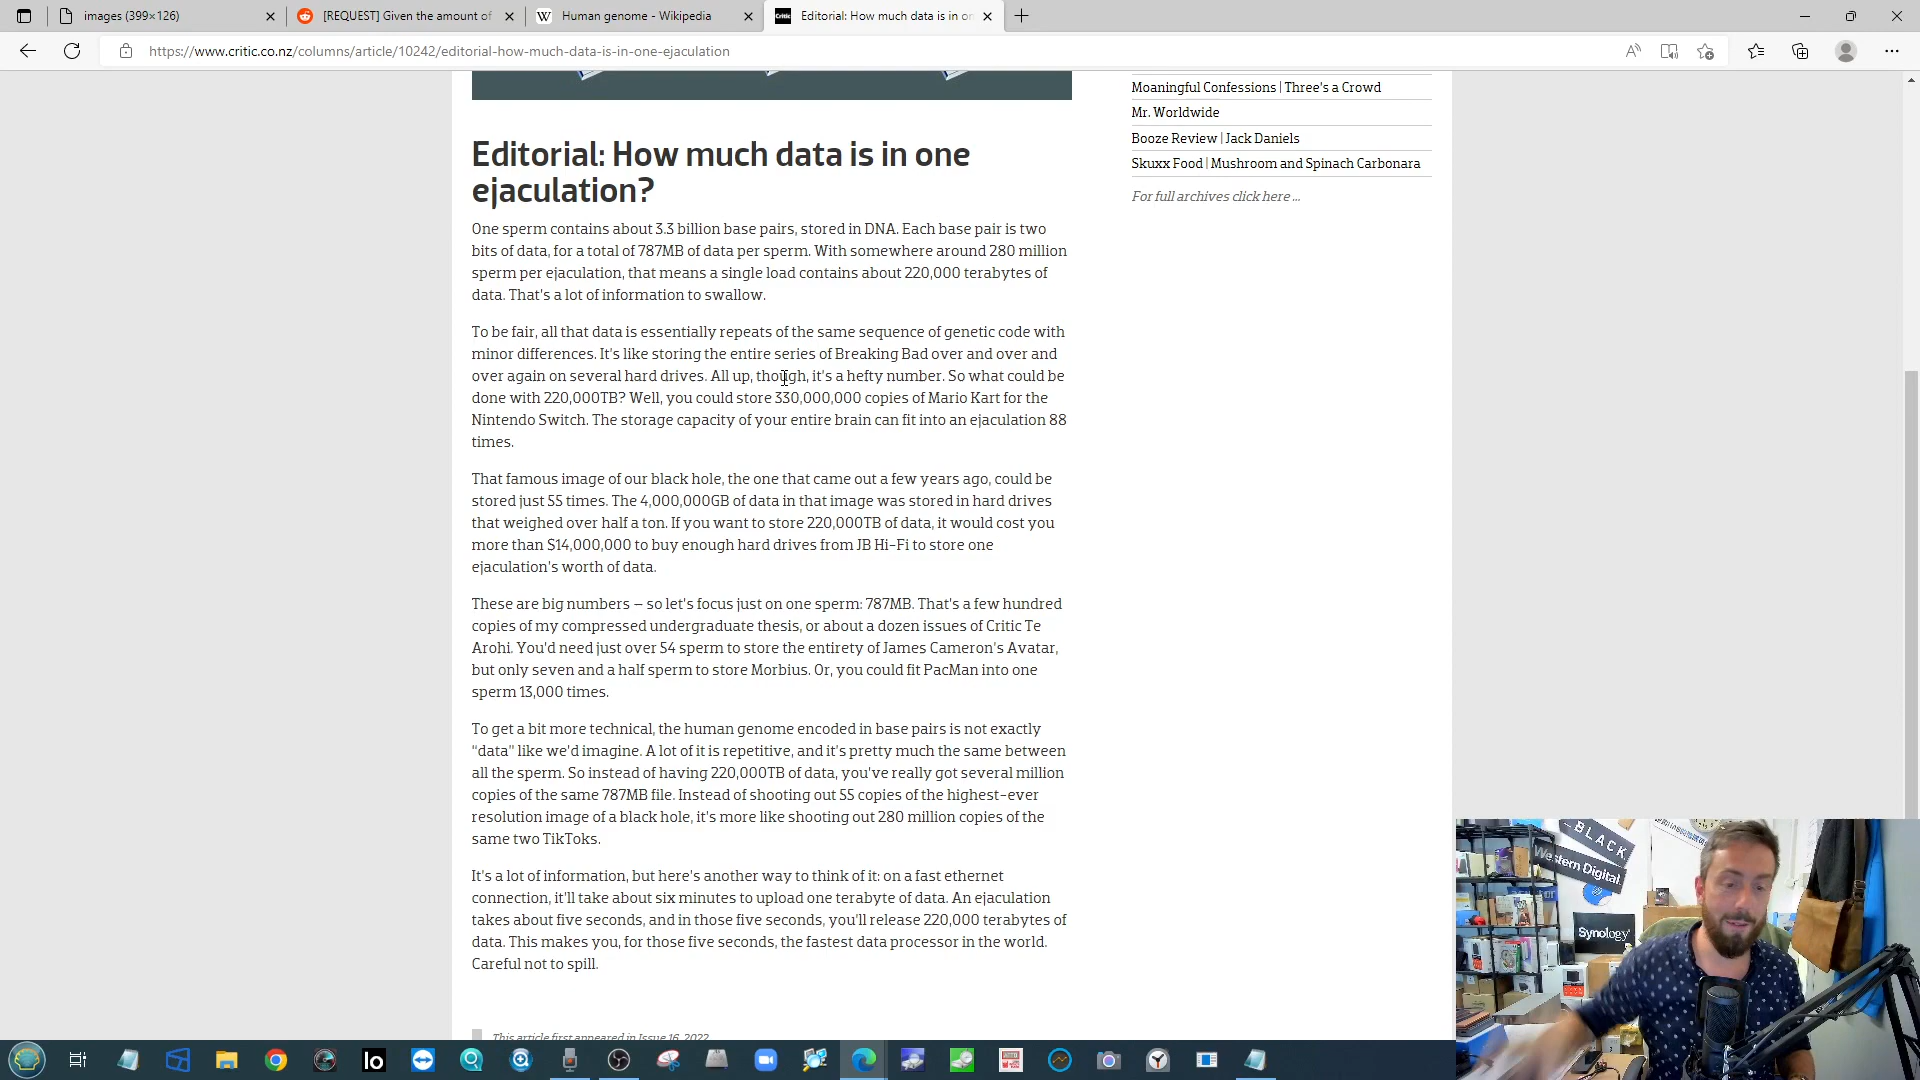 images (399×126)
[REQUEST] Given the amount of
Human genome - Wikipedia
Editorial: How much data is in on
https://www.critic.co.nz/columns/article/10242/editorial-how-much-data-is-in-one-ejaculation
Moaningful Confessions | Three's a Crowd
Mr. Worldwide
Booze Review | Jack Daniels
Skuxx Food | Mushroom and Spinach Carbonara
For full archives click here ...
Editorial: How much data is in one
ejaculation?
One sperm contains about 3.3 billion base pairs, stored in DNA. Each base pair is two
bits of data, for a total of 787MB of data per sperm. With somewhere around 280 million
sperm per ejaculation, that means a single load contains about 220,000 terabytes of
data. That's a lot of information to swallow.
To be fair, all that data is essentially repeats of the same sequence of genetic code with
minor differences. It's like storing the entire series of Breaking Bad over and over and
over again on several hard drives. All up, though, it's a hefty number. So what could be
done with 220,000TB? Well, you could store 330,000,000 copies of Mario Kart for the
Nintendo Switch. The storage capacity of your entire brain can fit into an ejaculation 88
times.
That famous image of our black hole, the one that came out a few years ago, could be
stored just 55 times. The 4,000,000GB of data in that image was stored in hard drives
that weighed over half a ton. If you want to store 220,000TB of data, it would cost you
more than $14,000,000 to buy enough hard drives from JB Hi-Fi to store one
ejaculation's worth of data.
These are big numbers – so let's focus just on one sperm: 787MB. That's a few hundred
copies of my compressed undergraduate thesis, or about a dozen issues of Critic Te
Arohi. You'd need just over 54 sperm to store the entirety of James Cameron's Avatar,
but only seven and a half sperm to store Morbius. Or, you could fit PacMan into one
sperm 13,000 times.
To get a bit more technical, the human genome encoded in base pairs is not exactly
“data” like we'd imagine. A lot of it is repetitive, and it's pretty much the same between
all the sperm. So instead of having 220,000TB of data, you've really got several million
copies of the same 787MB file. Instead of shooting out 55 copies of the highest-ever
resolution image of a black hole, it's more like shooting out 280 million copies of the
same two TikToks.
It's a lot of information, but here's another way to think of it: on a fast ethernet
connection, it'll take about six minutes to upload one terabyte of data. An ejaculation
takes about five seconds, and in those five seconds, you'll release 220,000 terabytes of
data. This makes you, for those five seconds, the fastest data processor in the world.
Careful not to spill.
This article first appeared in Issue 16, 2022
BLACK
Western Digital
Synology